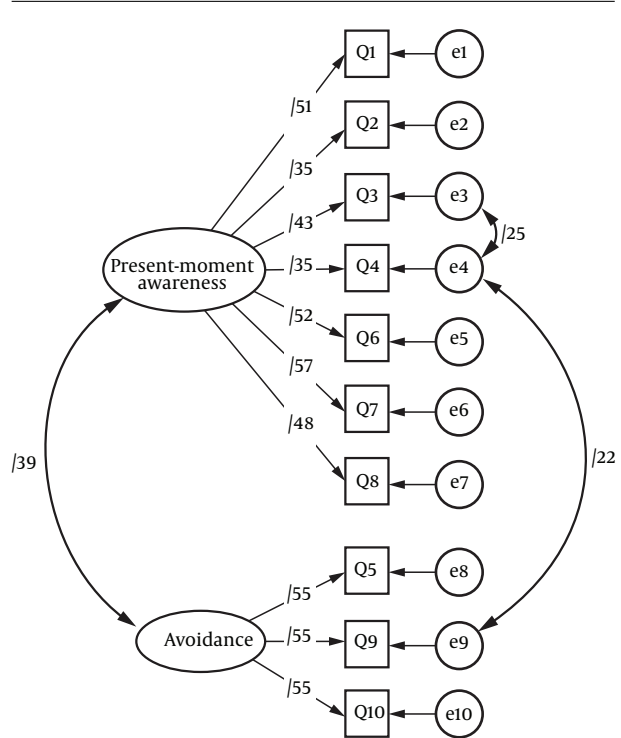 Q1
e1
/51
Q2
e2
/35
Q3
e3
/43
/25
Present-moment
awareness
/35
Q4
e4
/52
Q6
e5
/57
Q7
e6
/48
Q8
e7
/39
/22
Q5
e8
/55
Avoidance
/55
Q9
e9
/55
Q10
e10